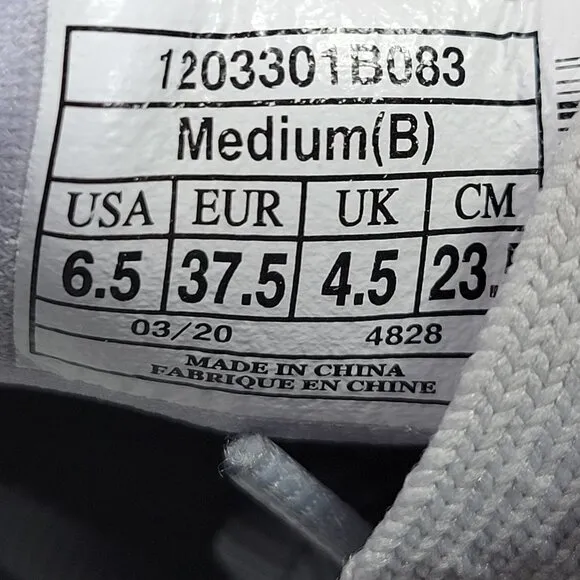 1203301B083
Medium(B)
USA EUR UK CM
6.5 37.5 4.5 23.
03/20 4828
MADE IN CHINA
FABRIQUE EN CHINE